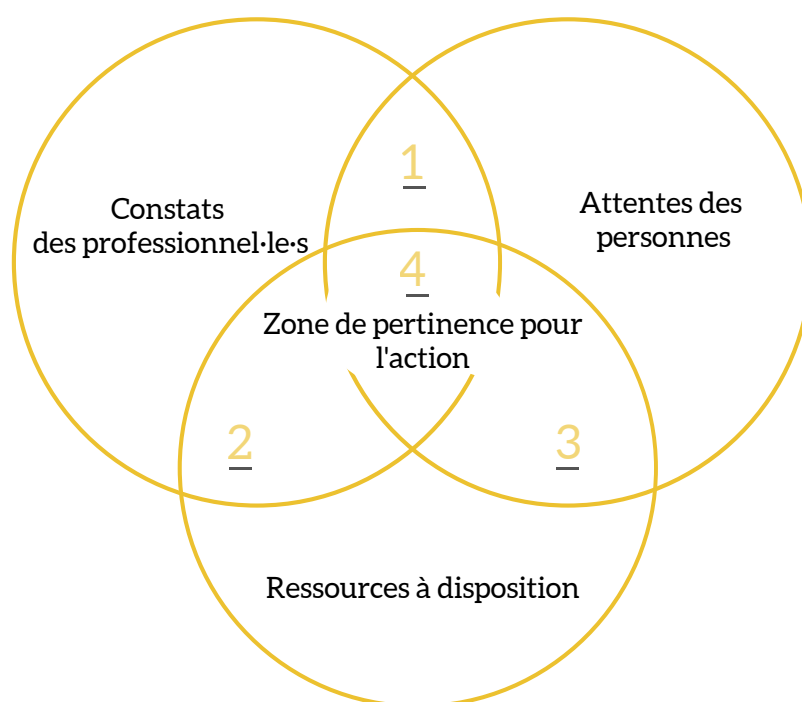 1
Constats
des professionnel·le·s
Attentes des
personnes
4
Zone de pertinence pour
l'action
2
3
Ressources à disposition